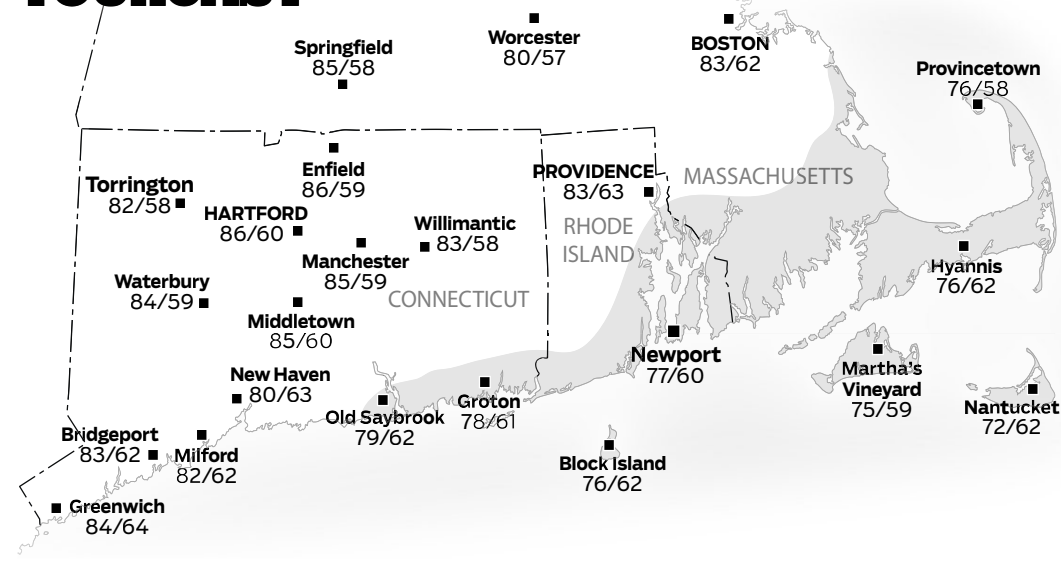 Springfield
85/58
Worcester
80/57
BOSTON
83/62
Provincetown
76/58
Enfield
86/59
Torrington
82/58
HARTFORD
86/60
Willimantic
83/58
Manchester
85/59
PROVIDENCE
83/63
MASSACHUSETTS
RHODE
ISLAND
Hyannis
76/62
Waterbury
84/59
CONNECTICUT
Middletown
85/60
Newport
77/60
Martha's
Vineyard
75/59
Nantucket
72/62
New Haven
80/63
Old Saybrook
79/62
Groton
78/61
Bridgeport
83/62
Milford
82/62
Block Island
76/62
Greenwich
84/64